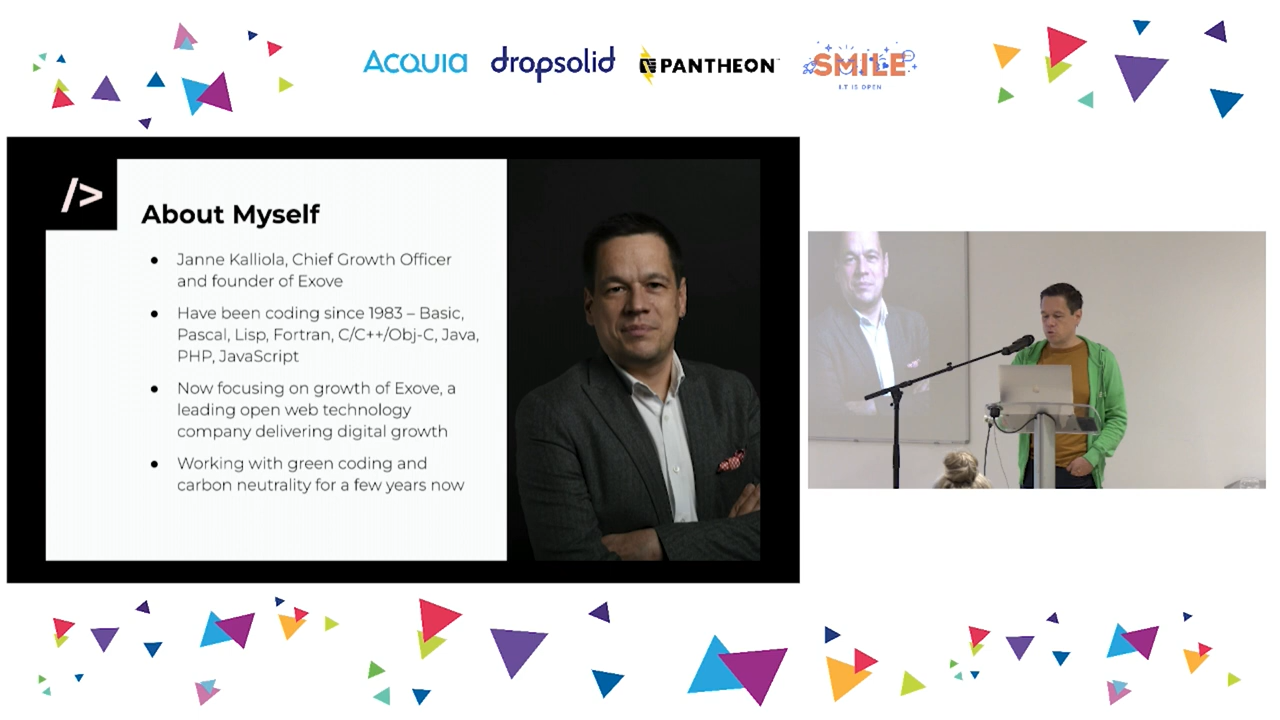 Acquia dropsolid PANTHEON SMILE
I.T IS OPEN
/>
About Myself
● Janne Kalliola, Chief Growth Officer
and founder of Exove
● Have been coding since 1983 – Basic,
Pascal, Lisp, Fortran, C/C++/Obj-C, Java,
PHP, JavaScript
● Now focusing on growth of Exove, a
leading open web technology
company delivering digital growth
● Working with green coding and
carbon neutrality for a few years now